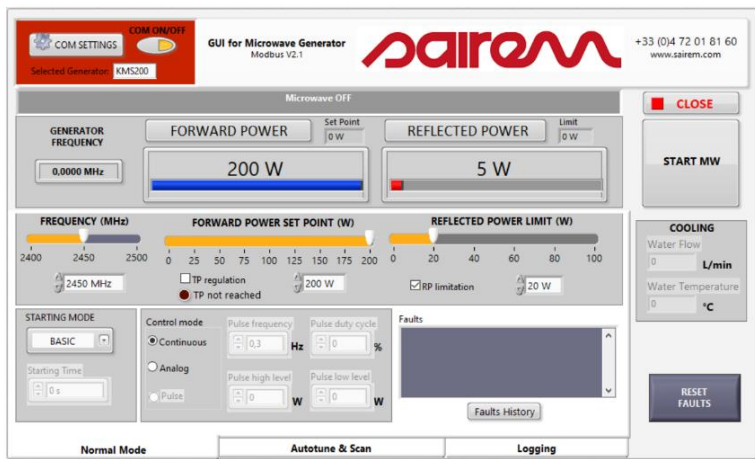 COM SETTINGS
COM ON/OFF
Selected Generator: KMS200
GUI for Microwave Generator
Modbus V2.1
sairem
+33 (0)4 72 01 81 60
www.sairem.com
Microwave OFF
CLOSE
GENERATOR
FREQUENCY
0,0000 MHz
FORWARD POWER
Set Point
0 W
200 W
REFLECTED POWER
Limit
0 W
5 W
START MW
FREQUENCY (MHz)
2400 2450 2500
2450 MHz
FORWARD POWER SET POINT (W)
0 25 50 75 100 125 150 175 200
TP regulation
TP not reached
200 W
REFLECTED POWER LIMIT (W)
0 20 40 60 80 100
RP limitation
20 W
COOLING
Water Flow
0 L/min
Water Temperature
0 °C
STARTING MODE
BASIC
Starting Time
0 s
Control mode
Continuous
Analog
Pulse
Pulse frequency
0,3 Hz
Pulse duty cycle
0 %
Pulse high level
0 W
Pulse low level
0 W
Faults
Faults History
RESET
FAULTS
Normal Mode
Autotune & Scan
Logging